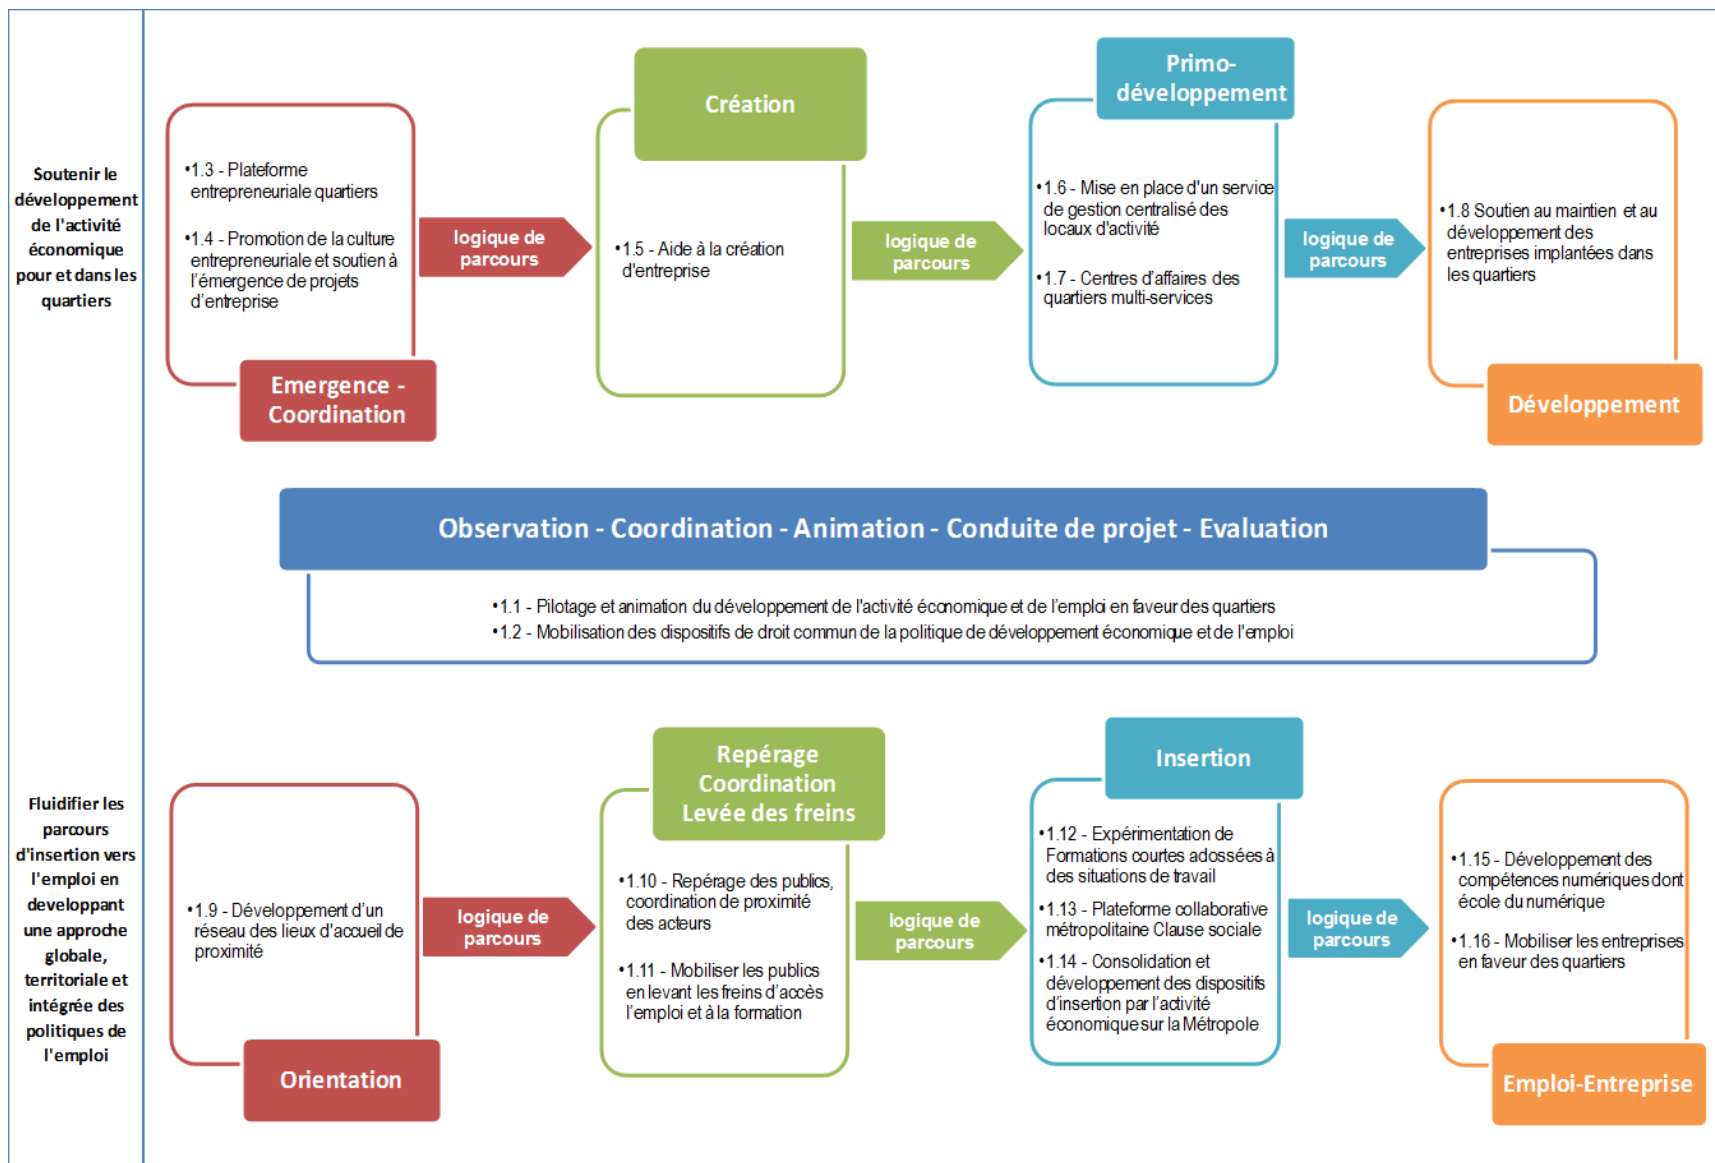 Soutenir le
développement
de l'activité
économique
pour et dans les
quartiers
•1.3 - Plateforme
entrepreneuriale quartiers
•1.4 - Promotion de la culture
entrepreneuriale et soutien à
l’émergence de projets
d’entreprise
Emergence -
Coordination
logique de
parcours
Création
•1.5 - Aide à la création
d'entreprise
logique de
parcours
Primo-
développement
•1.6 - Mise en place d'un service
de gestion centralisé des
locaux d'activité
•1.7 - Centres d’affaires des
quartiers multi-services
logique de
parcours
•1.8 Soutien au maintien et au
développement des
entreprises implantées dans
les quartiers
Développement
Observation - Coordination - Animation - Conduite de projet - Evaluation
•1.1 - Pilotage et animation du développement de l'activité économique et de l’emploi en faveur des quartiers
•1.2 - Mobilisation des dispositifs de droit commun de la politique de développement économique et de l'emploi
Fluidifier les
parcours
d'insertion vers
l'emploi en
developpant
une approche
globale,
territoriale et
intégrée des
politiques de
l'emploi
•1.9 - Développement d’un
réseau des lieux d'accueil de
proximité
Orientation
logique de
parcours
Repérage
Coordination
Levée des freins
•1.10 - Repérage des publics,
coordination de proximité
des acteurs
•1.11 - Mobiliser les publics
en levant les freins d’accès
l’emploi et à la formation
logique de
parcours
Insertion
•1.12 - Expérimentation de
Formations courtes adossées à
des situations de travail
•1.13 - Plateforme collaborative
métropolitaine Clause sociale
•1.14 - Consolidation et
développement des dispositifs
d’insertion par l’activité
économique sur la Métropole
logique de
parcours
•1.15 - Développement des
compétences numériques dont
école du numérique
•1.16 - Mobiliser les entreprises
en faveur des quartiers
Emploi-Entreprise